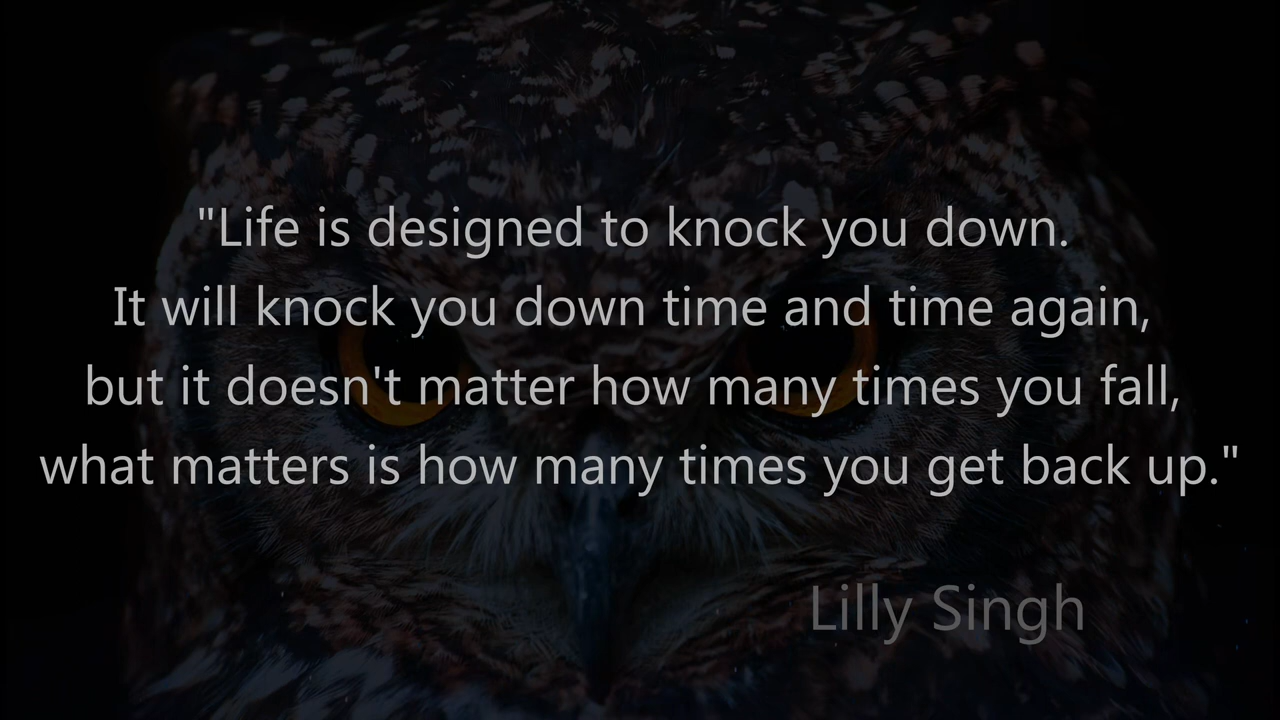 "Life is designed to knock you down.
It will knock you down time and time again,
but it doesn't matter how many times you fall,
what matters is how many times you get back up."
Lilly Singh